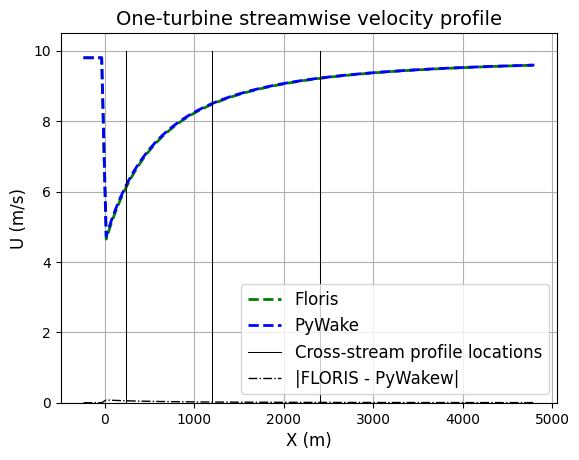 One-turbine streamwise velocity profile
10
8
6
4
2
0
U (m/s)
Floris
PyWake
Cross-stream profile locations
|FLORIS - PyWakew|
0 1000 2000 3000 4000 5000
X (m)